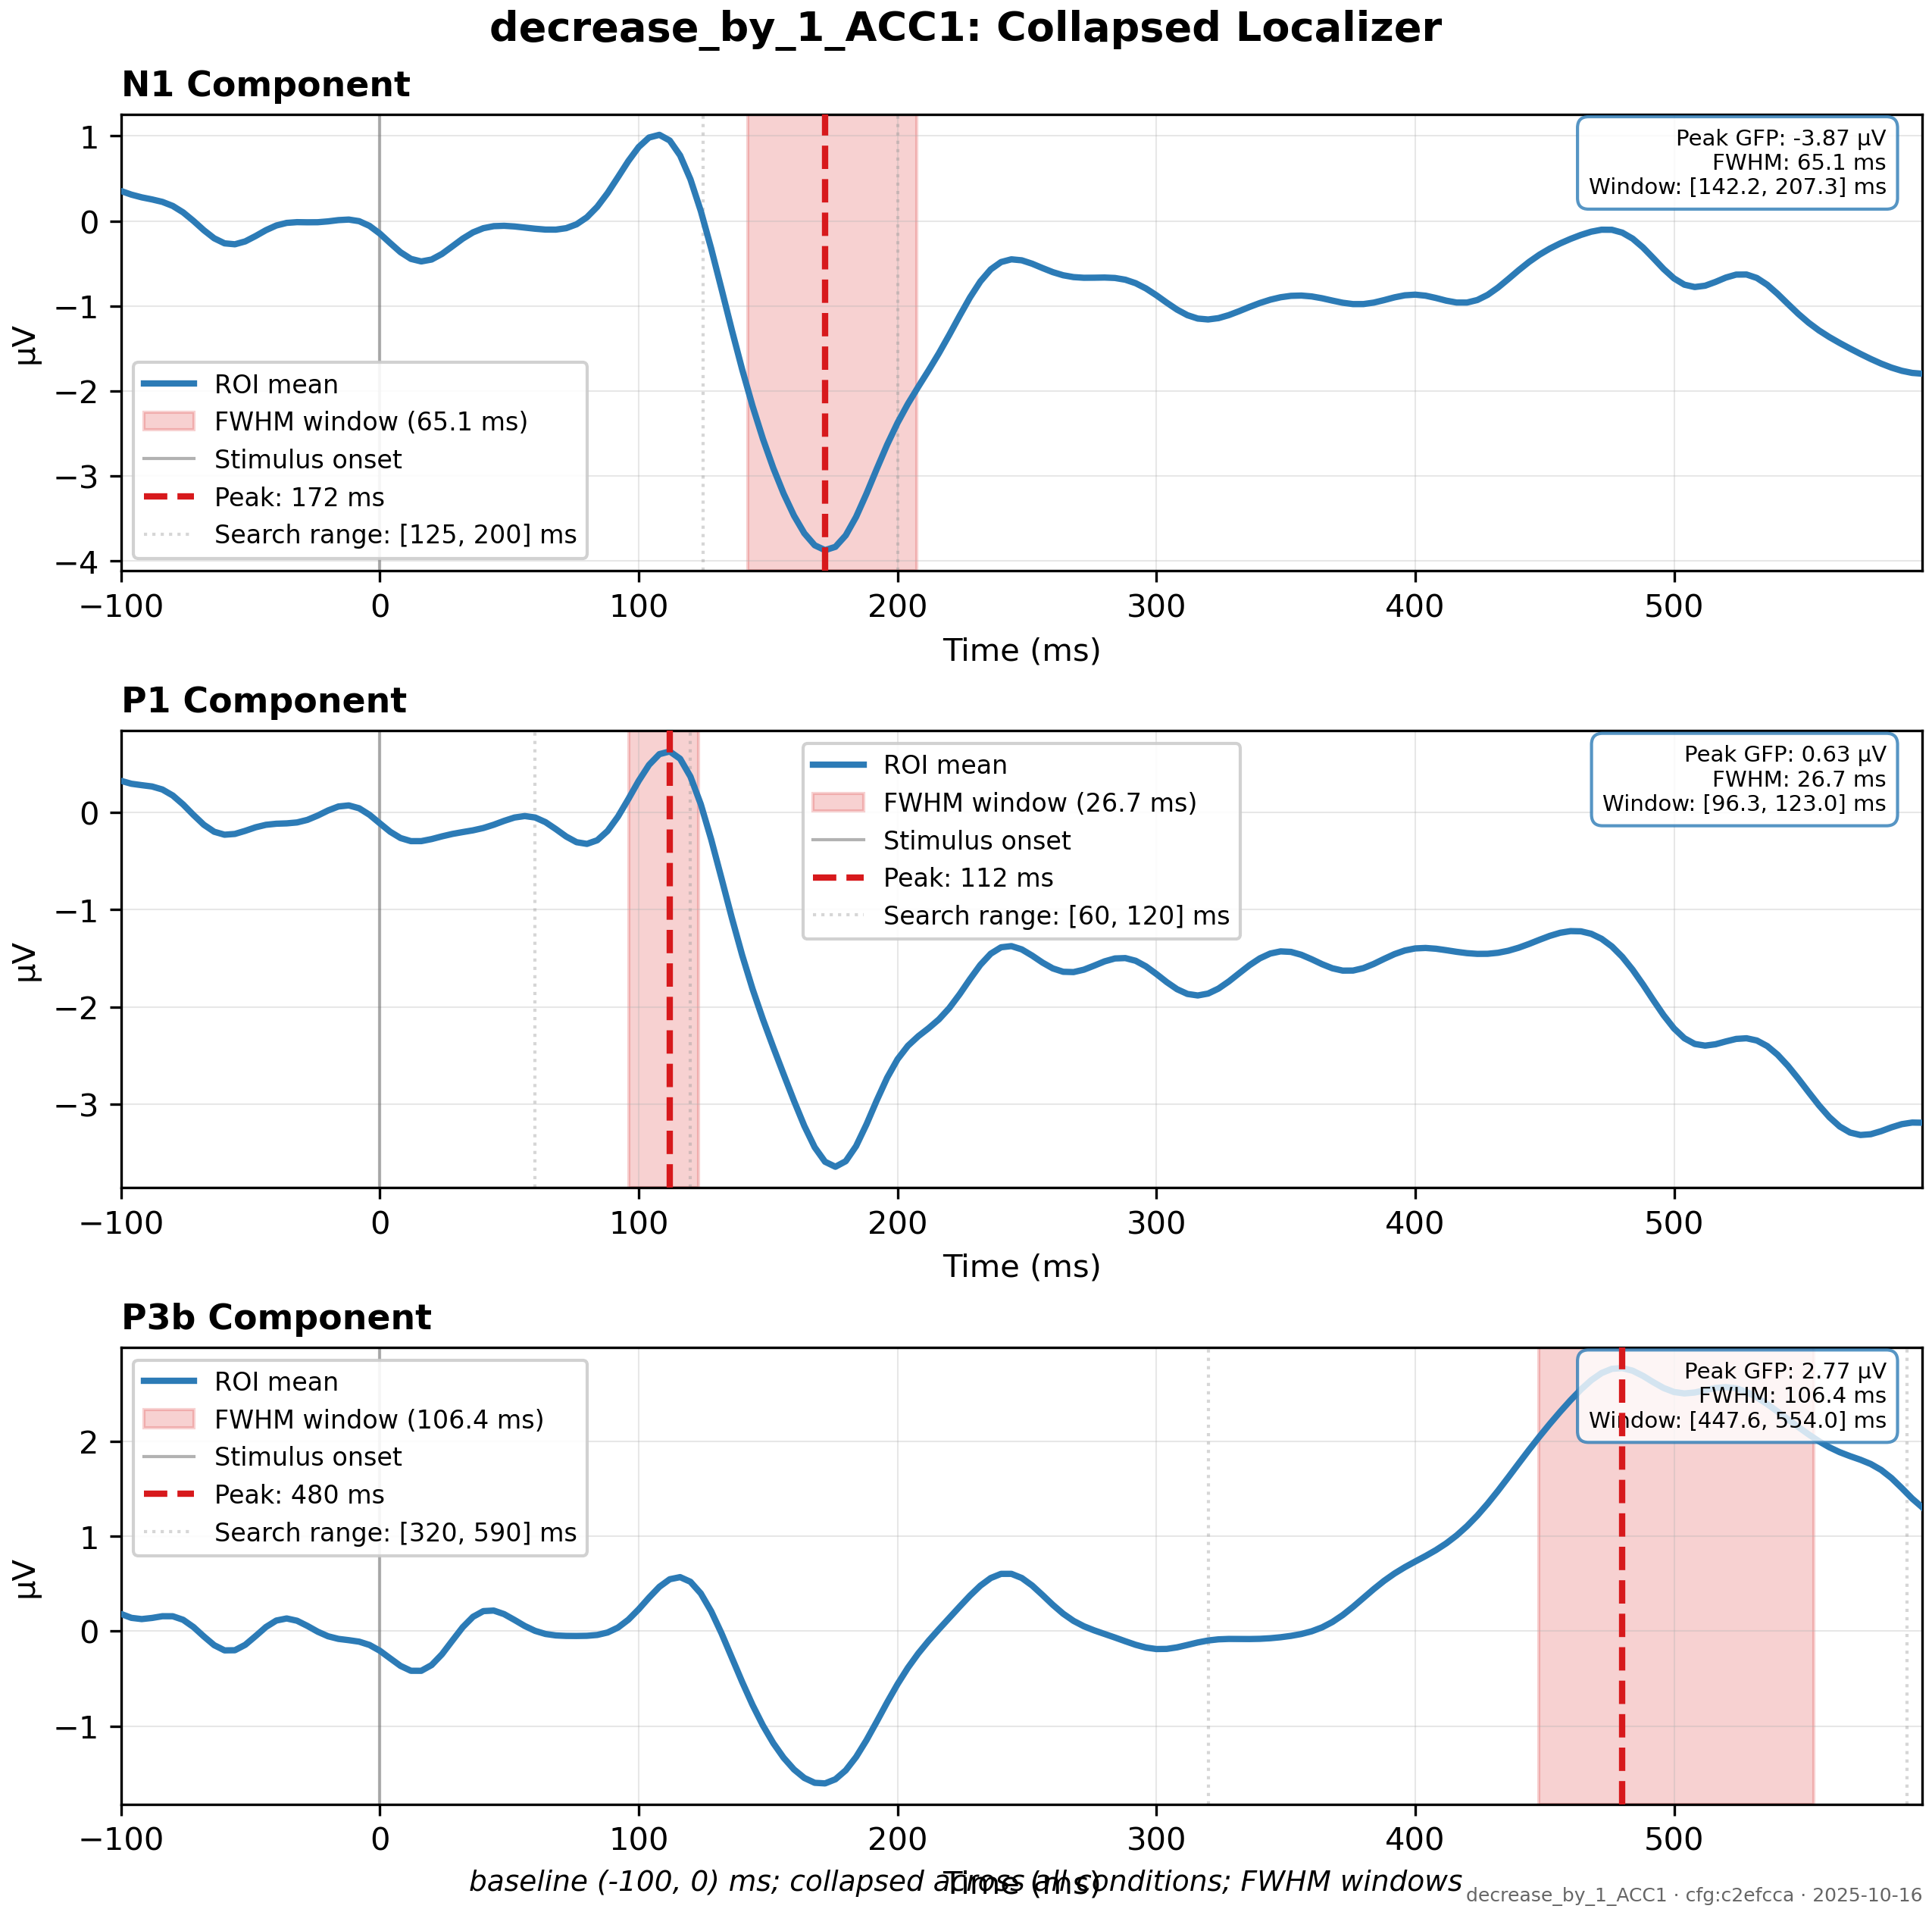 decrease_by_1_ACC1: Collapsed Localizer
N1 Component
Peak GFP: -3.87 µV
FWHM: 65.1 ms
Window: [142.2, 207.3] ms
1
0
−1
−2
−3
−4
µV
ROI mean
FWHM window (65.1 ms)
Stimulus onset
Peak: 172 ms
Search range: [125, 200] ms
−100 0 100 200 300 400 500
Time (ms)
P1 Component
ROI mean
FWHM window (26.7 ms)
Stimulus onset
Peak: 112 ms
Search range: [60, 120] ms
Peak GFP: 0.63 µV
FWHM: 26.7 ms
Window: [96.3, 123.0] ms
0
−1
−2
−3
µV
−100 0 100 200 300 400 500
Time (ms)
P3b Component
ROI mean
FWHM window (106.4 ms)
Stimulus onset
Peak: 480 ms
Search range: [320, 590] ms
Peak GFP: 2.77 µV
FWHM: 106.4 ms
Window: [447.6, 554.0] ms
2
1
0
−1
µV
−100 0 100 200 300 400 500
Time (ms)
baseline (-100, 0) ms; collapsed across all conditions; FWHM windows
decrease_by_1_ACC1 · cfg:c2efcca · 2025-10-16